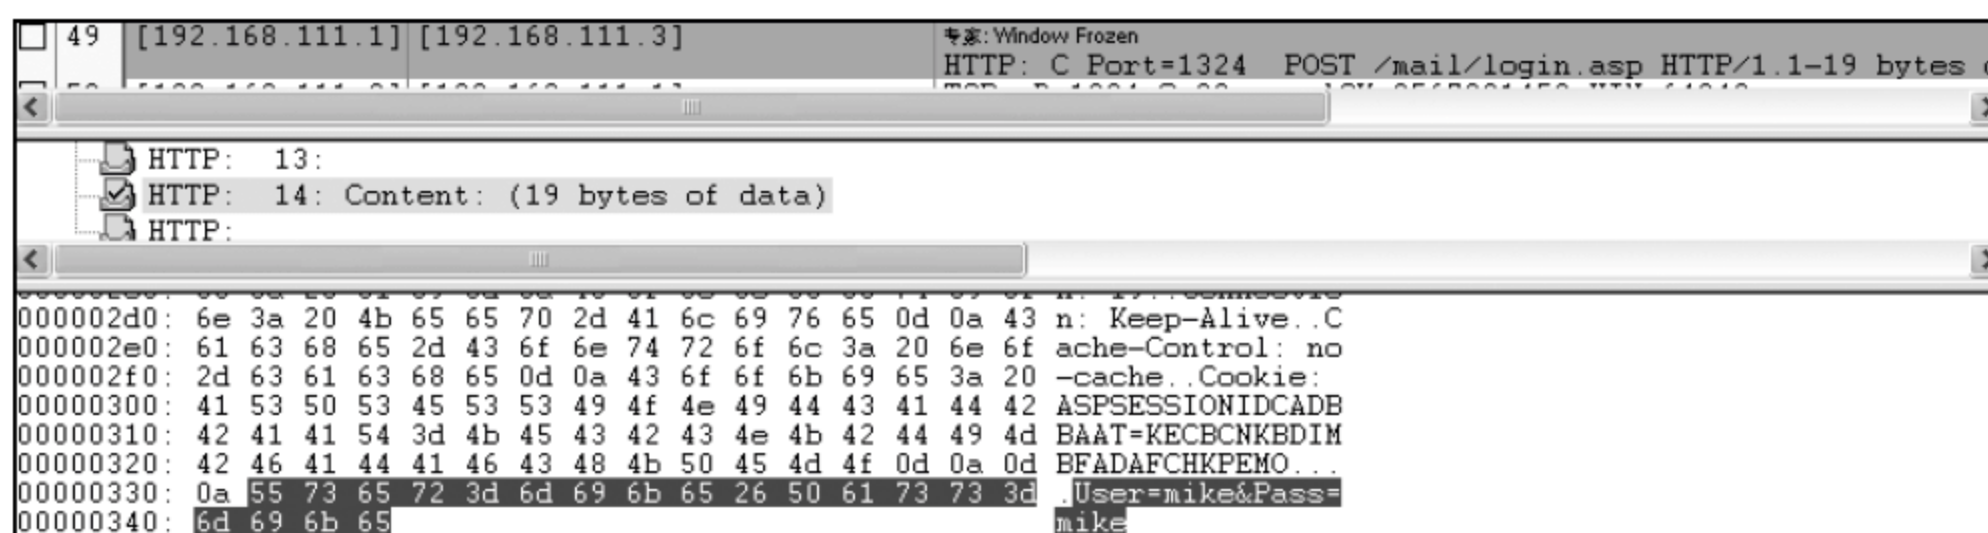 49 [192.168.111.1] [192.168.111.3] 专家: Window Frozen
HTTP: C Port=1324 POST /mail/login.asp HTTP/1.1-19 bytes
HTTP: 13:
HTTP: 14: Content: (19 bytes of data)
HTTP:
000002d0: 6e 3a 20 4b 65 65 70 2d 41 6c 69 76 65 0d 0a 43 n: Keep-Alive..C
000002e0: 61 63 68 65 2d 43 6f 6e 74 72 6f 6c 3a 20 6e 6f ache-Control: no
000002f0: 2d 63 61 63 68 65 0d 0a 43 6f 6f 6b 69 65 3a 20 -cache..Cookie:
00000300: 41 53 50 53 45 53 53 49 4f 4e 49 44 43 41 44 42 ASPSESSIONIDCADB
00000310: 42 41 41 54 3d 4b 45 43 42 43 4e 4b 42 44 49 4d BAAT=KECBCNKBDIM
00000320: 42 46 41 44 41 46 43 48 4b 50 45 4d 4f 0d 0a 0d BFADAFCHKPEMO...
00000330: 0a 55 73 65 72 3d 6d 69 6b 65 26 50 61 73 73 3d .User=mike&Pass=
00000340: 6d 69 6b 65 mike